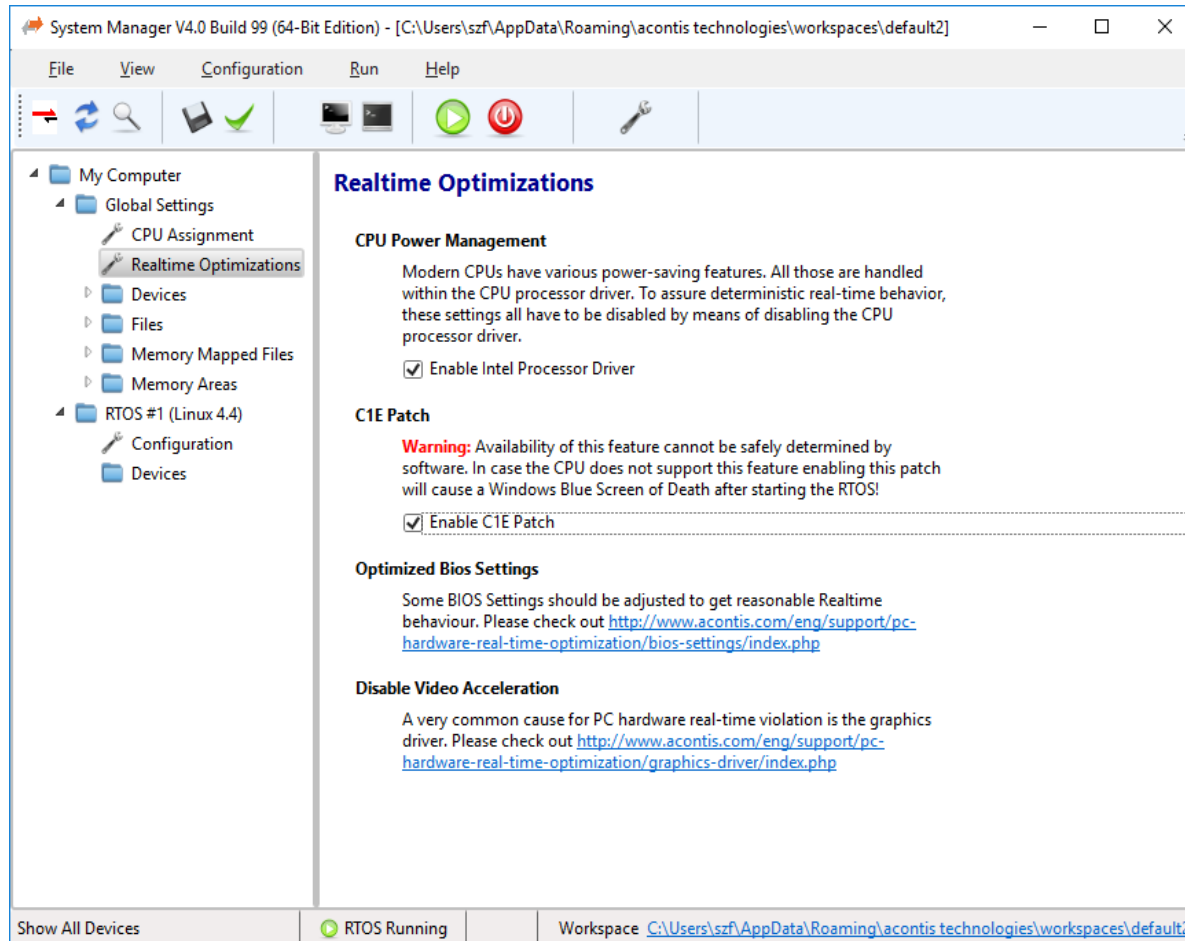 System Manager V4.0 Build 99 (64-Bit Edition) - [C:\Users\szf\AppData\Roaming\acontis technologies\workspaces\default2]
File View Configuration Run Help
My Computer
Global Settings
CPU Assignment
Realtime Optimizations
Devices
Files
Memory Mapped Files
Memory Areas
RTOS #1 (Linux 4.4)
Configuration
Devices
Realtime Optimizations
CPU Power Management
Modern CPUs have various power-saving features. All those are handled
within the CPU processor driver. To assure deterministic real-time behavior,
these settings all have to be disabled by means of disabling the CPU
processor driver.
Enable Intel Processor Driver
C1E Patch
Warning: Availability of this feature cannot be safely determined by
software. In case the CPU does not support this feature enabling this patch
will cause a Windows Blue Screen of Death after starting the RTOS!
Enable C1E Patch
Optimized Bios Settings
Some BIOS Settings should be adjusted to get reasonable Realtime
behaviour. Please check out http://www.acontis.com/eng/support/pc-
hardware-real-time-optimization/bios-settings/index.php
Disable Video Acceleration
A very common cause for PC hardware real-time violation is the graphics
driver. Please check out http://www.acontis.com/eng/support/pc-
hardware-real-time-optimization/graphics-driver/index.php
Show All Devices RTOS Running Workspace C:\Users\szf\AppData\Roaming\acontis technologies\workspaces\default2